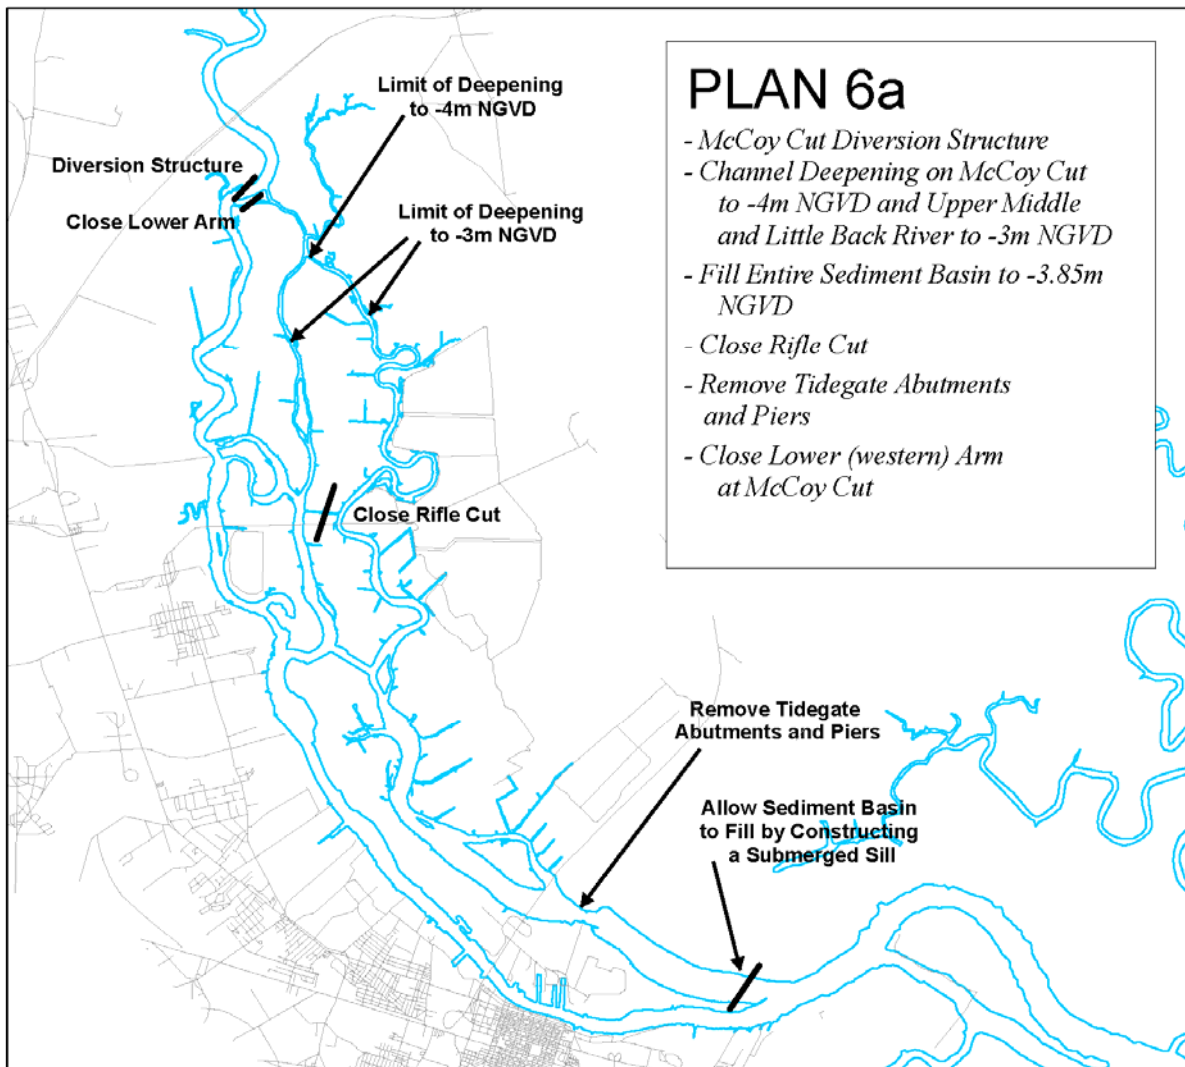 Limit of Deepening
to -4m NGVD
Diversion Structure
Close Lower Arm
Limit of Deepening
to -3m NGVD
Close Rifle Cut
Remove Tidegate
Abutments and Piers
Allow Sediment Basin
to Fill by Constructing
a Submerged Sill
PLAN 6a
- McCoy Cut Diversion Structure
- Channel Deepening on McCoy Cut
to -4m NGVD and Upper Middle
and Little Back River to -3m NGVD
- Fill Entire Sediment Basin to -3.85m
NGVD
- Close Rifle Cut
- Remove Tidegate Abutments
and Piers
- Close Lower (western) Arm
at McCoy Cut